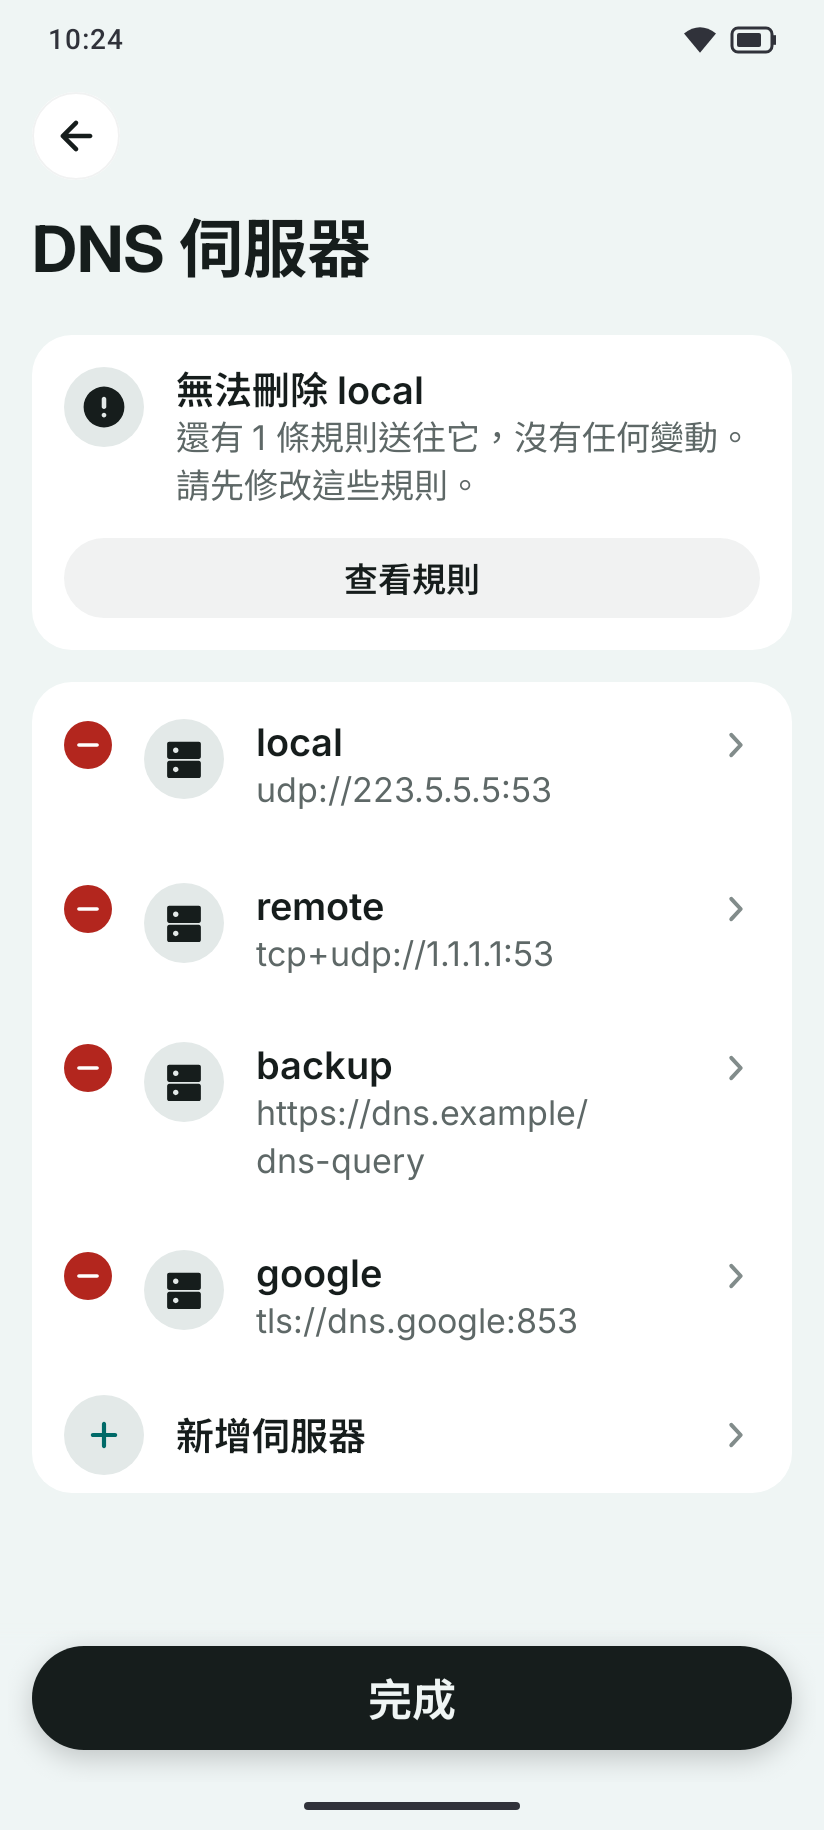 10:24
DNS 伺服器
無法刪除 local
還有 1 條規則送往它，沒有任何變動。
請先修改這些規則。
查看規則
local
udp://223.5.5.5:53
remote
tcp+udp://1.1.1.1:53
backup
https://dns.example/
dns-query
google
tls://dns.google:853
新增伺服器
完成